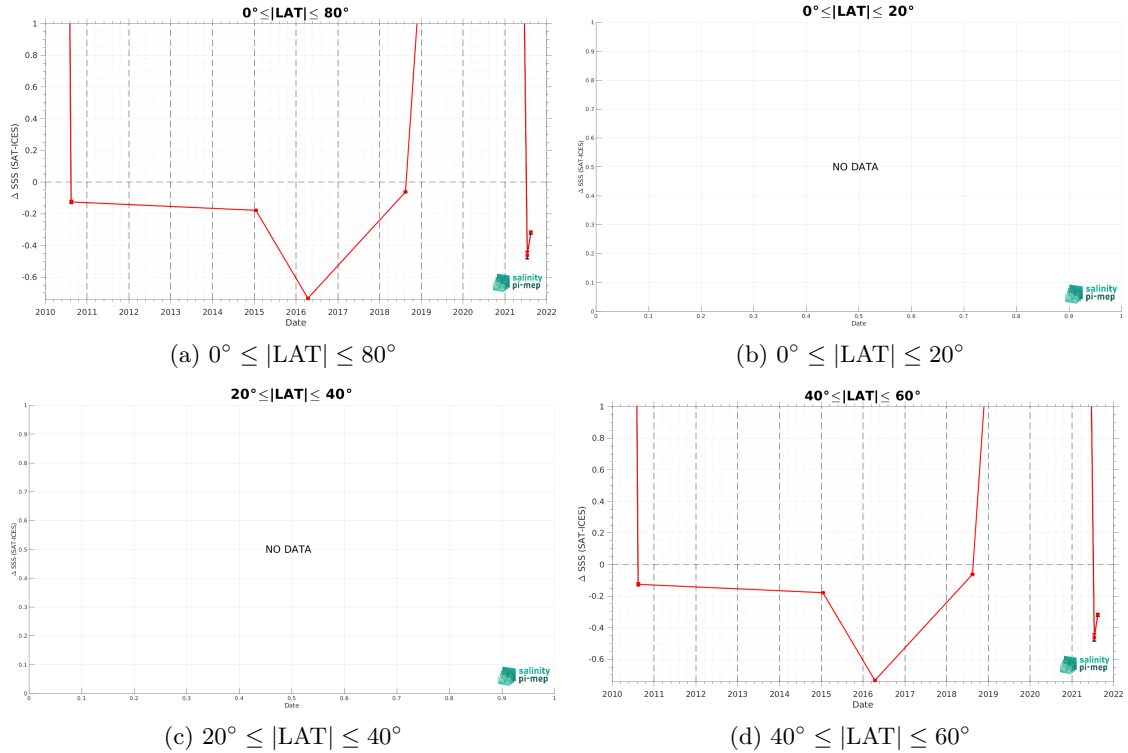 0°≤|LAT|≤ 80°
1
0.8
0.6
0.4
0.2
0
-0.2
-0.4
-0.6
Δ SSS (SAT-ICES)
2010 2011 2012 2013 2014 2015 2016 2017 2018 2019 2020 2021 2022
Date
salinity
pi-mep
(a) 0° ≤ |LAT| ≤ 80°
0°≤|LAT|≤ 20°
1
0.9
0.8
0.7
0.6
0.5
0.4
0.3
0.2
0.1
0
Δ SSS (SAT-ICES)
NO DATA
0 0.1 0.2 0.3 0.4 0.5 0.6 0.7 0.8 0.9 1
Date
salinity
pi-mep
(b) 0° ≤ |LAT| ≤ 20°
20°≤|LAT|≤ 40°
1
0.9
0.8
0.7
0.6
0.5
0.4
0.3
0.2
0.1
0
Δ SSS (SAT-ICES)
NO DATA
0 0.1 0.2 0.3 0.4 0.5 0.6 0.7 0.8 0.9 1
Date
salinity
pi-mep
(c) 20° ≤ |LAT| ≤ 40°
40°≤|LAT|≤ 60°
1
0.8
0.6
0.4
0.2
0
-0.2
-0.4
-0.6
Δ SSS (SAT-ICES)
2010 2011 2012 2013 2014 2015 2016 2017 2018 2019 2020 2021 2022
Date
salinity
pi-mep
(d) 40° ≤ |LAT| ≤ 60°